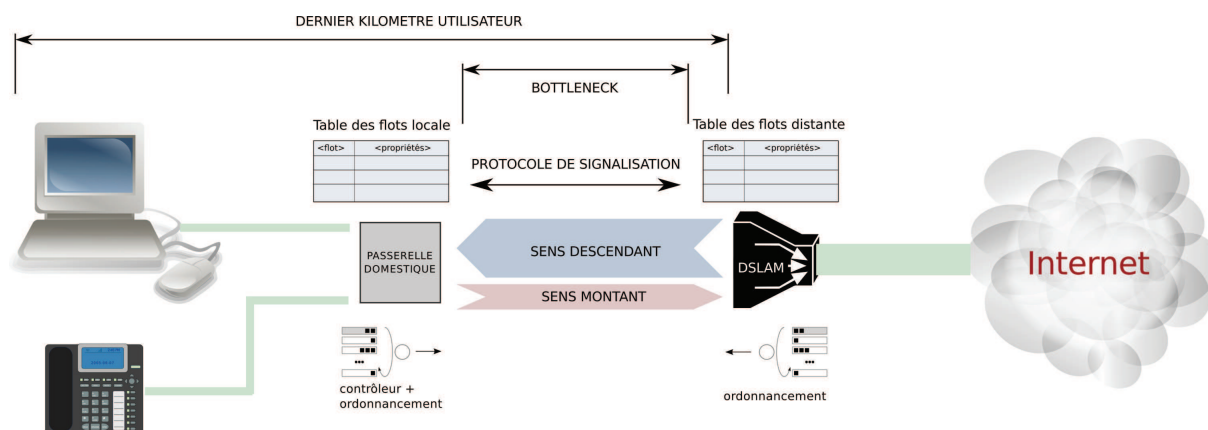 DERNIER KILOMETRE UTILISATEUR
BOTTLENECK
Table des flots locale
Table des flots distante
<flot> <propriétés>
<flot> <propriétés>
PROTOCOLE DE SIGNALISATION
PASSERELLE
DOMESTIQUE
SENS DESCENDANT
SENS MONTANT
DSLAM
Internet
contrôleur +
ordonnancement
ordonnancement